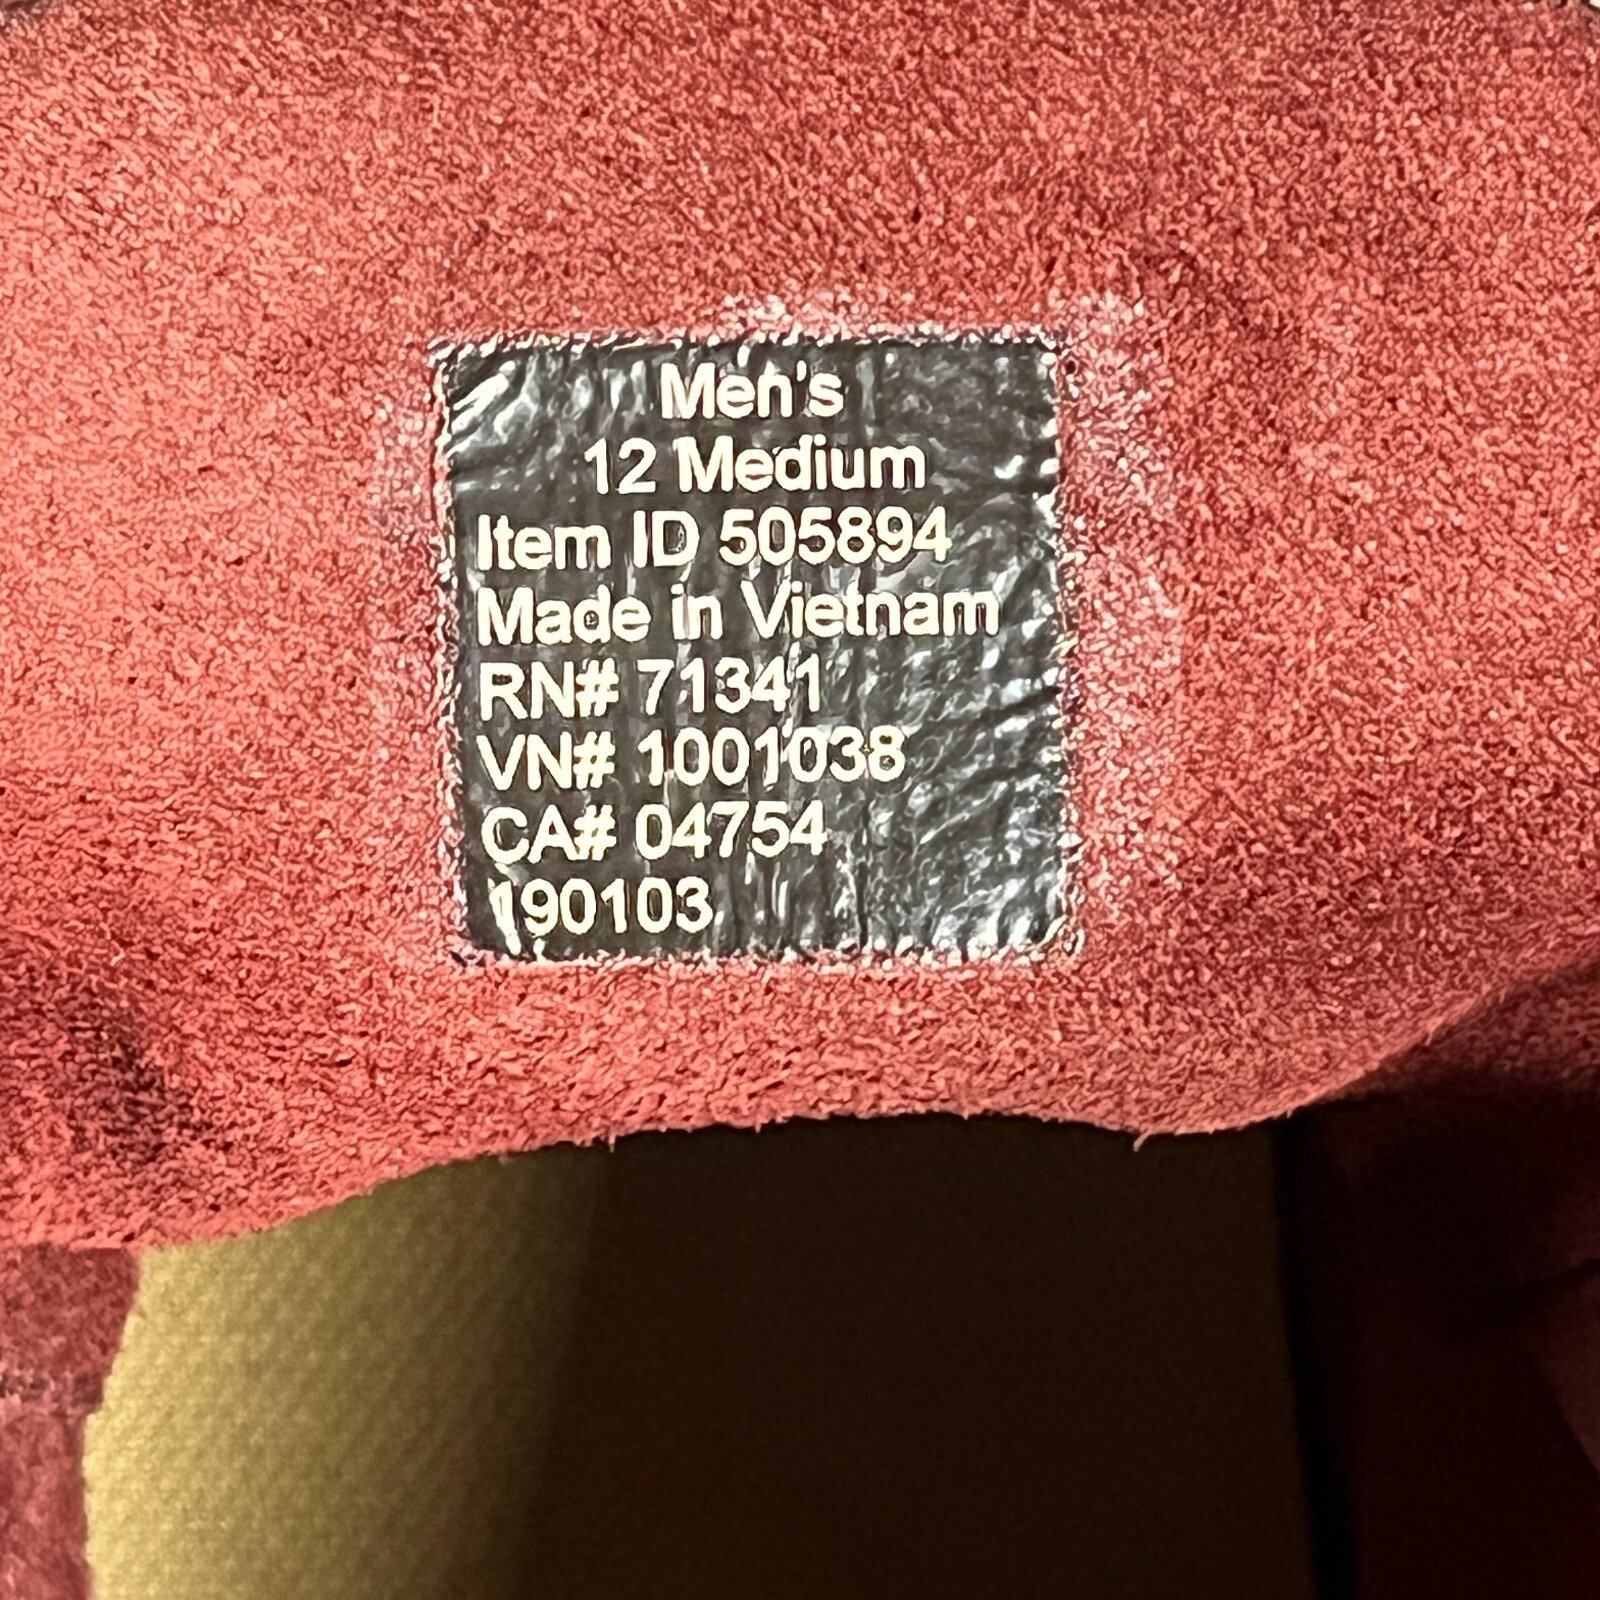 Men's
12 Medium
Item ID 505894
Made in Vietnam
RN# 71341
VN# 1001038
CA# 04754
190103